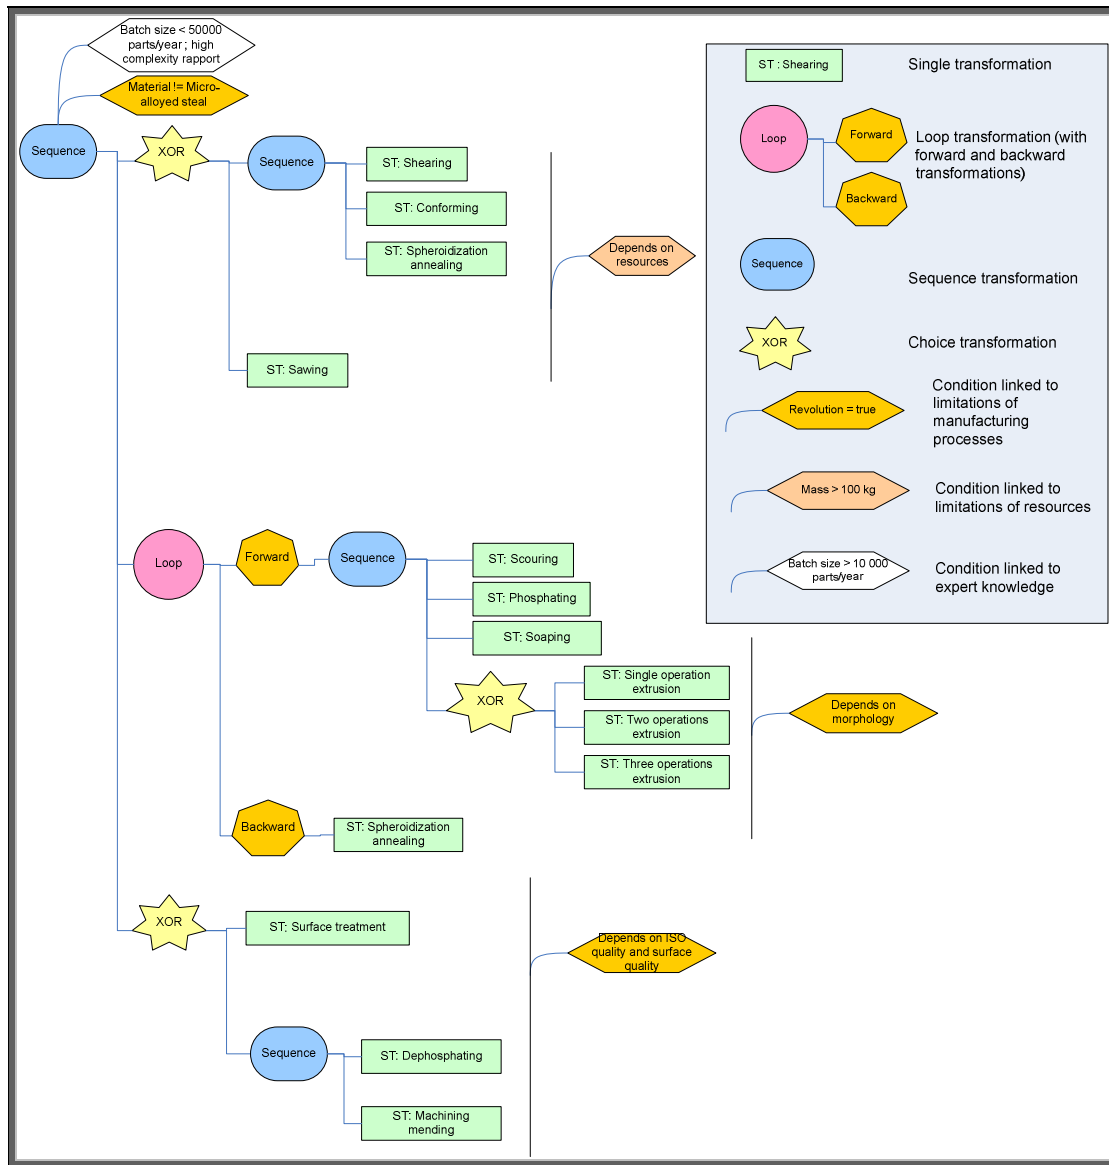 Batch size < 50000
parts/year ; high
complexity rapport
Material != Micro-
alloyed steal
Sequence
XOR
Sequence
ST: Shearing
ST: Conforming
ST: Spheroidization
annealing
ST: Sawing
Depends on
resources
Loop
Forward
Sequence
ST: Scouring
ST: Phosphating
ST: Soaping
XOR
ST: Single operation
extrusion
ST: Two operations
extrusion
ST: Three operations
extrusion
Depends on
morphology
Backward
ST: Spheroidization
annealing
XOR
ST: Surface treatment
Sequence
ST: Dephosphating
ST: Machining
mending
Depends on ISO
quality and surface
quality
ST : Shearing
Single transformation
Loop
Forward
Backward
Loop transformation (with
forward and backward
transformations)
Sequence
Sequence transformation
XOR
Choice transformation
Revolution = true
Condition linked to
limitations of
manufacturing
processes
Mass > 100 kg
Condition linked to
limitations of resources
Batch size > 10 000
parts/year
Condition linked to
expert knowledge